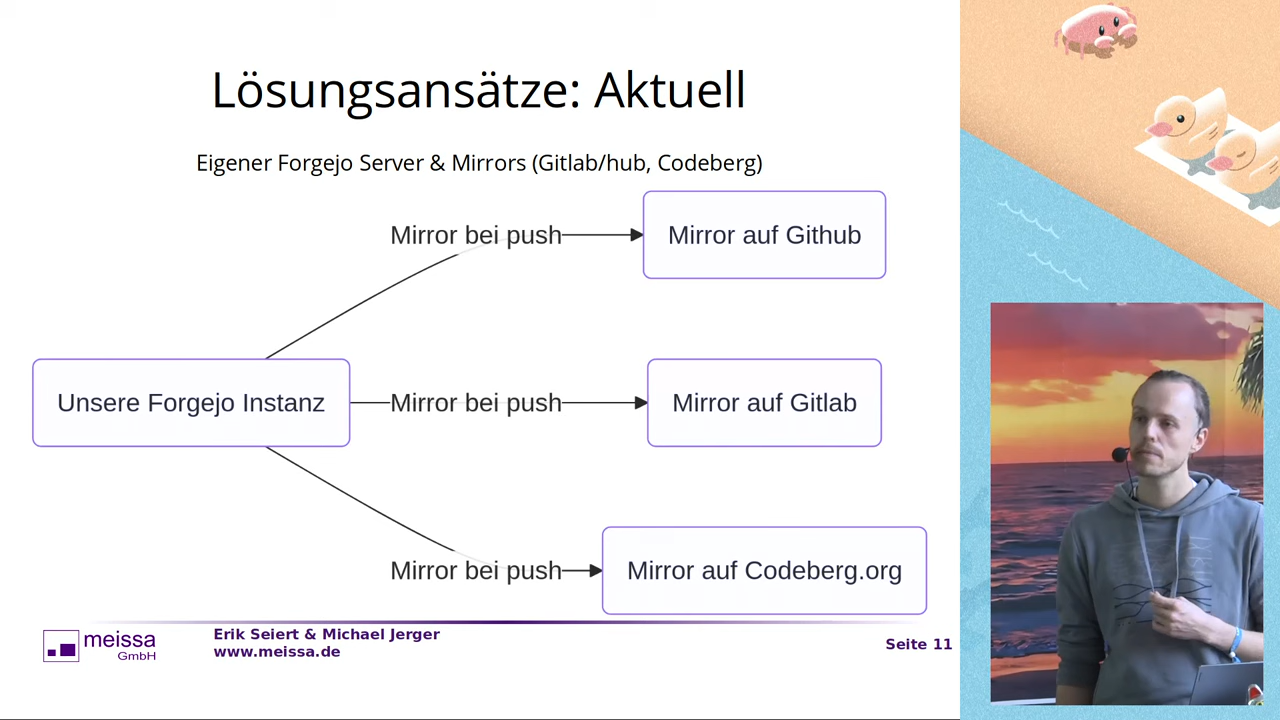 Lösungsansätze: Aktuell
Eigener Forgejo Server & Mirrors (Gitlab/hub, Codeberg)
Mirror bei push
Mirror auf Github
Unsere Forgejo Instanz
Mirror bei push
Mirror auf Gitlab
Mirror bei push
Mirror auf Codeberg.org
meissa
GmbH
Erik Seiert & Michael Jerger
www.meissa.de
Seite 11